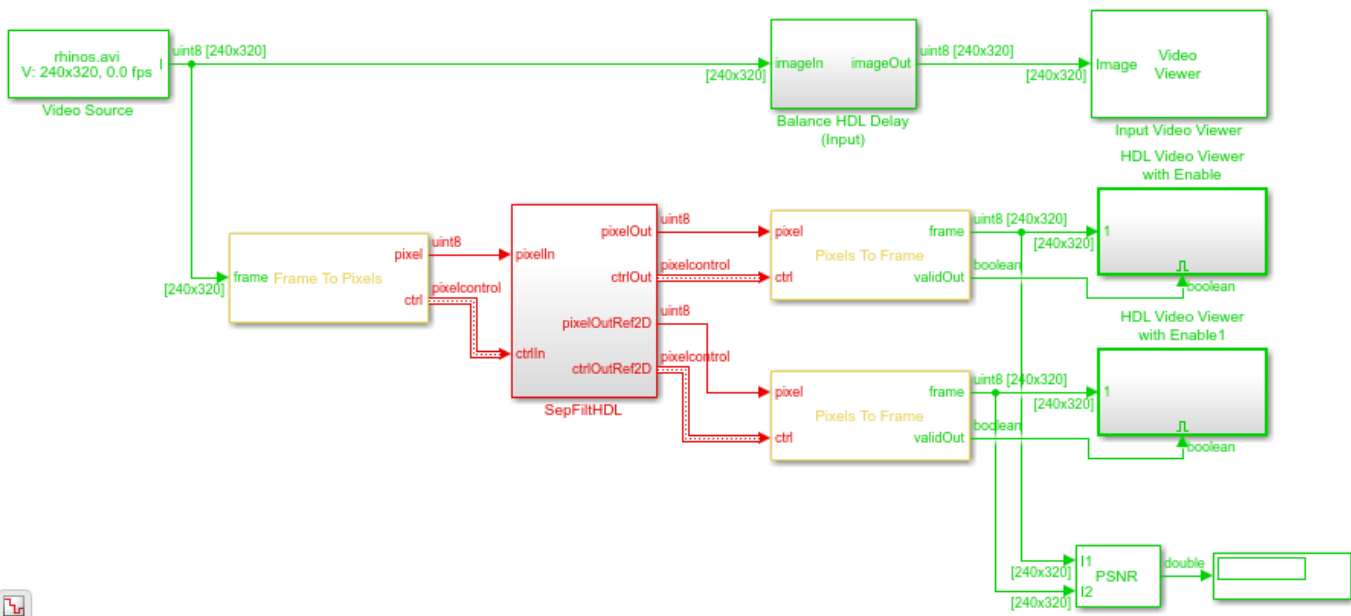 rhinos.avi
V: 240x320, 0.0 fps
I
Video Source
uint8 [240x320]
[240x320]
imageIn
imageOut
Balance HDL Delay
(Input)
uint8 [240x320]
[240x320]
Image
Video
Viewer
Input Video Viewer
[240x320]
frame
Frame To Pixels
pixel
ctrl
uint8
pixelcontrol
pixelIn
ctrlIn
pixelOut
ctrlOut
pixelOutRef2D
ctrlOutRef2D
SepFiltHDL
uint8
pixelcontrol
uint8
pixelcontrol
pixel
ctrl
Pixels To Frame
frame
validOut
uint8 [240x320]
[240x320]
boolean
HDL Video Viewer
with Enable
1
boolean
pixel
ctrl
Pixels To Frame
frame
validOut
uint8 [240x320]
[240x320]
boolean
HDL Video Viewer
with Enable1
1
boolean
[240x320]
[240x320]
I1
I2
PSNR
double